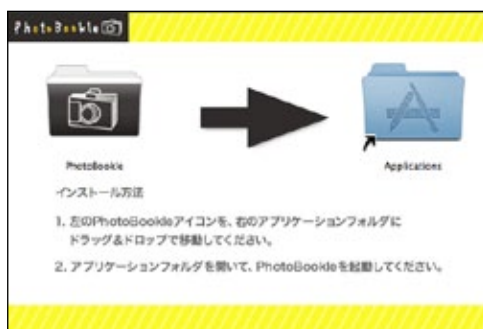 PhotoBookle
PhotoBookle
Applications
インストール方法
1. 左のPhotoBookleアイコンを、右のアプリケーションフォルダに
ドラッグ&ドロップで移動してください。
2. アプリケーションフォルダを開いて、PhotoBookleを起動してください。